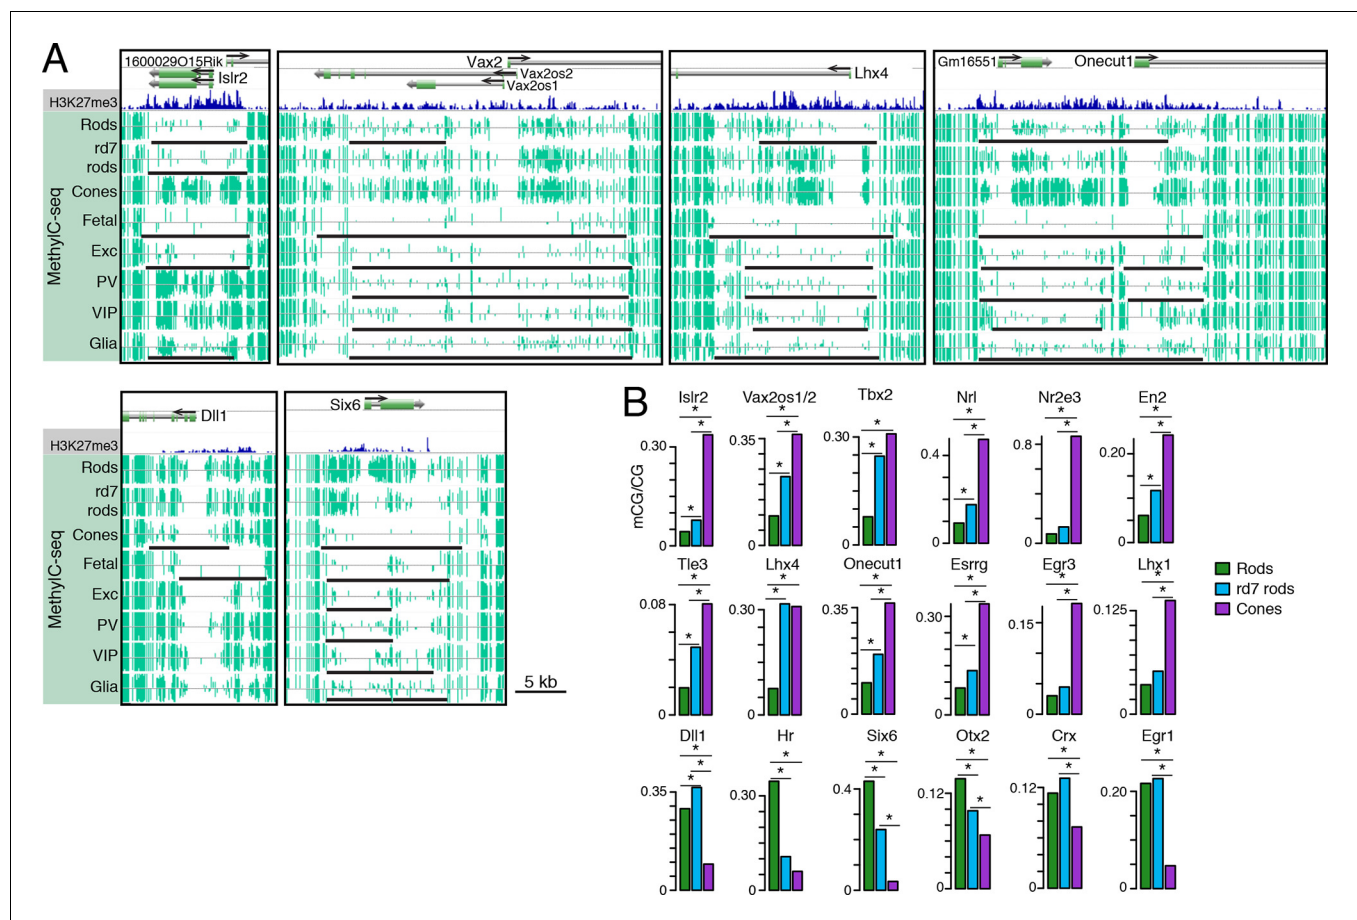 A
1600029O15Rik
Islr2
Vax2
Vax2os2
Vax2os1
Lhx4
Gm16551
Onecut1
H3K27me3
MethylC-seq
Rods
rd7
rods
Cones
Fetal
Exc
PV
VIP
Glia
Dll1
Six6
H3K27me3
MethylC-seq
Rods
rd7
rods
Cones
Fetal
Exc
PV
VIP
Glia
5 kb
B
Islr2 Vax2os1/2 Tbx2 Nrl Nr2e3 En2
* * * * * *
* * * * *
* * * * *
mCG/CG
0.30 0.35 0.30 0.4 0.8 0.20
0 0 0 0 0 0
Tle3 Lhx4 Onecut1 Esrrg Egr3 Lhx1
* * * * * *
* * * * * *
* * *
0.08 0.30 0.35 0.30 0.15 0.125
0 0 0 0 0 0
Dll1 Hr Six6 Otx2 Crx Egr1
* * * * * *
* * * * * *
* * *
0.35 0.30 0.4 0.12 0.12 0.20
0 0 0 0 0 0
Rods
rd7 rods
Cones